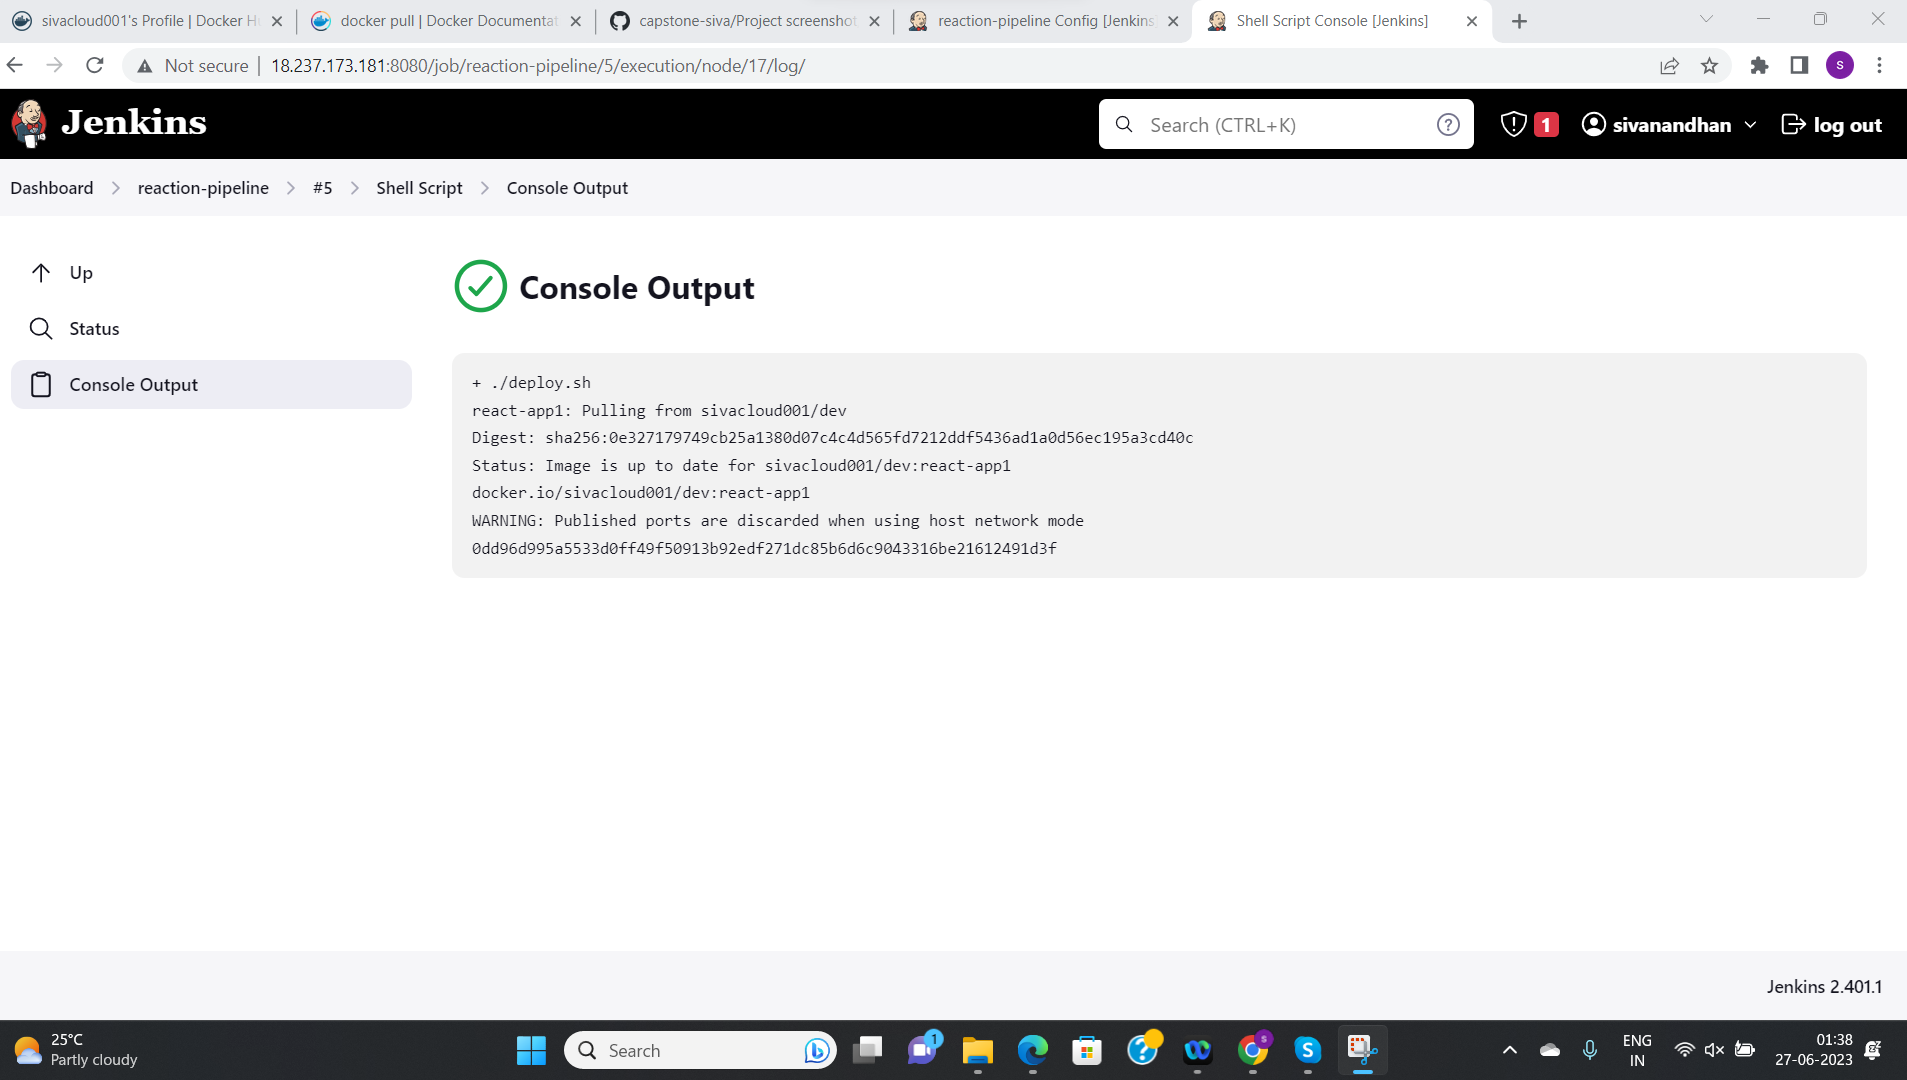 sivacloud001's Profile | Docker H
docker pull | Docker Documentat
capstone-siva/Project screenshot
reaction-pipeline Config [Jenkins
Shell Script Console [Jenkins]
Not secure
18.237.173.181:8080/job/reaction-pipeline/5/execution/node/17/log/
s
Jenkins
Search (CTRL+K)
?
1
sivanandhan
log out
Dashboard
reaction-pipeline
#5
Shell Script
Console Output
Up
Status
Console Output
Console Output
+ ./deploy.sh
react-app1: Pulling from sivacloud001/dev
Digest: sha256:0e327179749cb25a1380d07c4c4d565fd7212ddf5436ad1a0d56ec195a3cd40c
Status: Image is up to date for sivacloud001/dev:react-app1
docker.io/sivacloud001/dev:react-app1
WARNING: Published ports are discarded when using host network mode
0dd96d995a5533d0ff49f50913b92edf271dc85b6d6c9043316be21612491d3f
Jenkins 2.401.1
25°C
Partly cloudy
Search
1
?
s
S
ENG
IN
01:38
27-06-2023